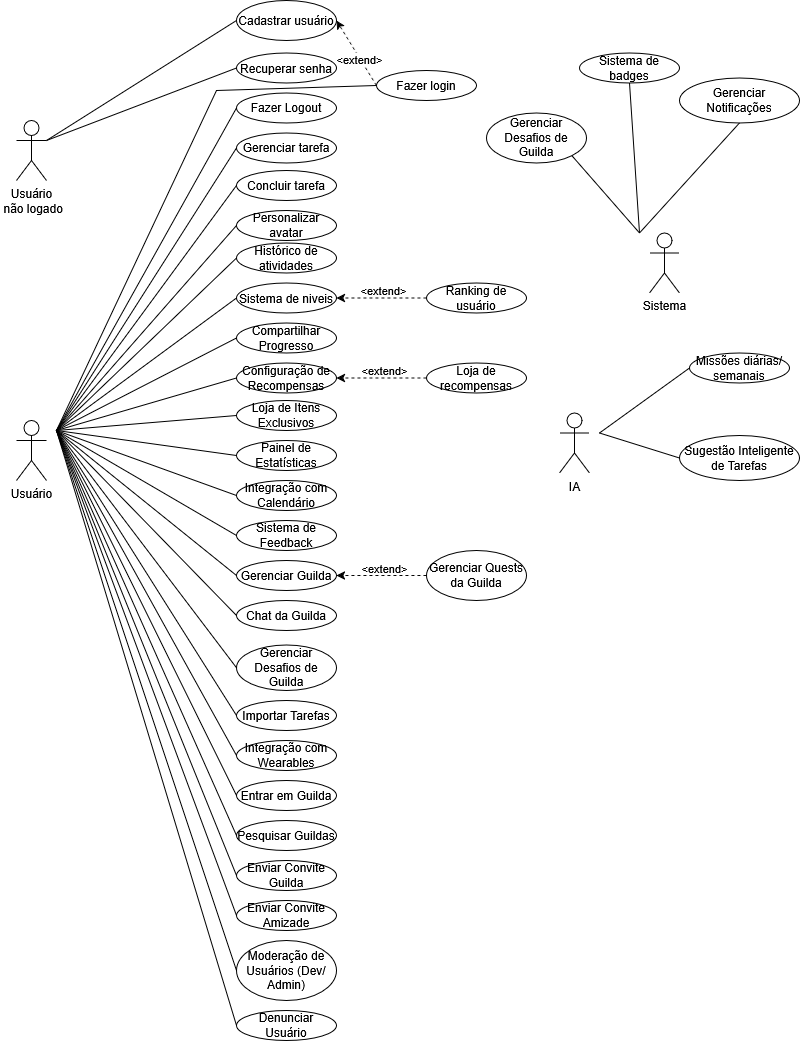 Cadastrar usuário
<extend>
Recuperar senha
Fazer login
Fazer Logout
Usuário
não logado
Gerenciar tarefa
Concluir tarefa
Personalizar
avatar
Histórico de
atividades
Sistema de niveis
<extend>
Ranking de
usuário
Compartilhar
Progresso
Configuração de
Recompensas
<extend>
Loja de
recompensas
Loja de Itens
Exclusivos
Usuário
Painel de
Estatísticas
Integração com
Calendário
Sistema de
Feedback
Gerenciar Guilda
<extend>
Gerenciar Quests
da Guilda
Chat da Guilda
Gerenciar
Desafios de
Guilda
Importar Tarefas
Integração com
Wearables
Entrar em Guilda
Pesquisar Guildas
Enviar Convite
Guilda
Enviar Convite
Amizade
Moderação de
Usuários (Dev/
Admin)
Denunciar
Usuário
Sistema de
badges
Gerenciar
Notificações
Gerenciar
Desafios de
Guilda
Sistema
Missões diárias/
semanais
Sugestão Inteligente
de Tarefas
IA